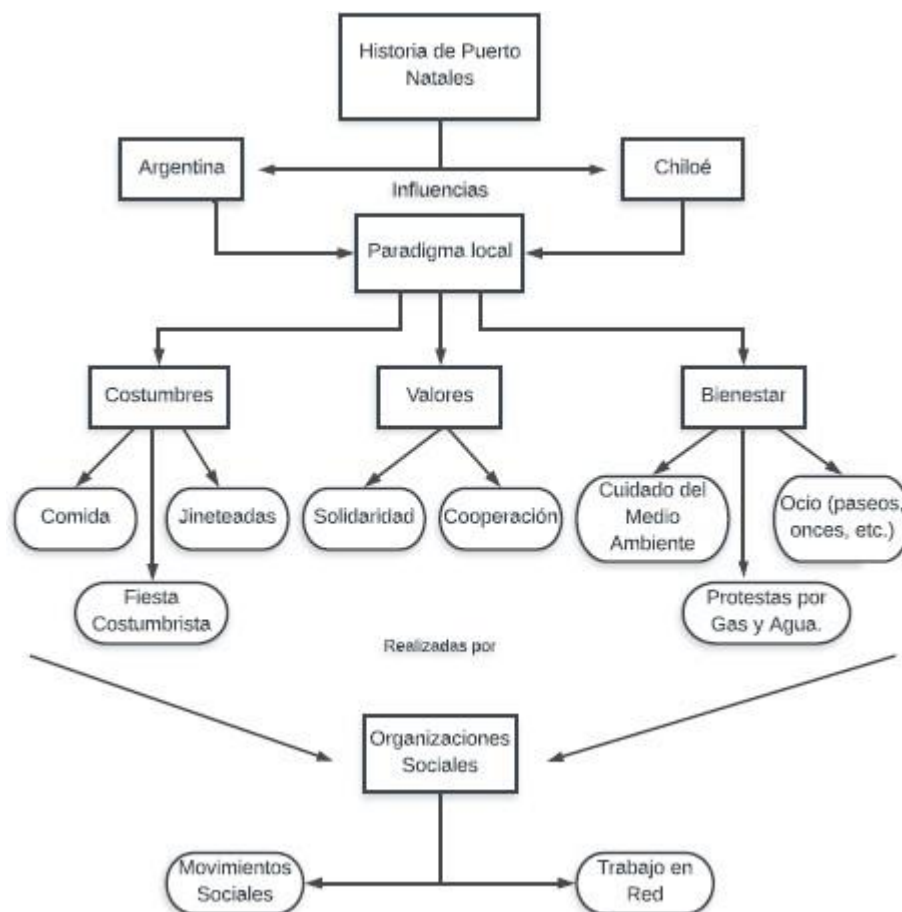 Historia de Puerto
Natales
Argentina
Chiloé
Influencias
Paradigma local
Costumbres
Valores
Bienestar
Comida
Jineteadas
Solidaridad
Cooperación
Cuidado del
Medio
Ambiente
Ocio (paseos,
onces, etc.)
Fiesta
Costumbrista
Protestas por
Gas y Agua.
Realizadas por
Organizaciones
Sociales
Movimientos
Sociales
Trabajo en
Red